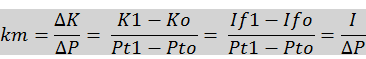 km = ΔK/ΔP = K1 − Ko/Pt1 − Pto = If1 − Ifo/Pt1 − Pto = I/ΔP